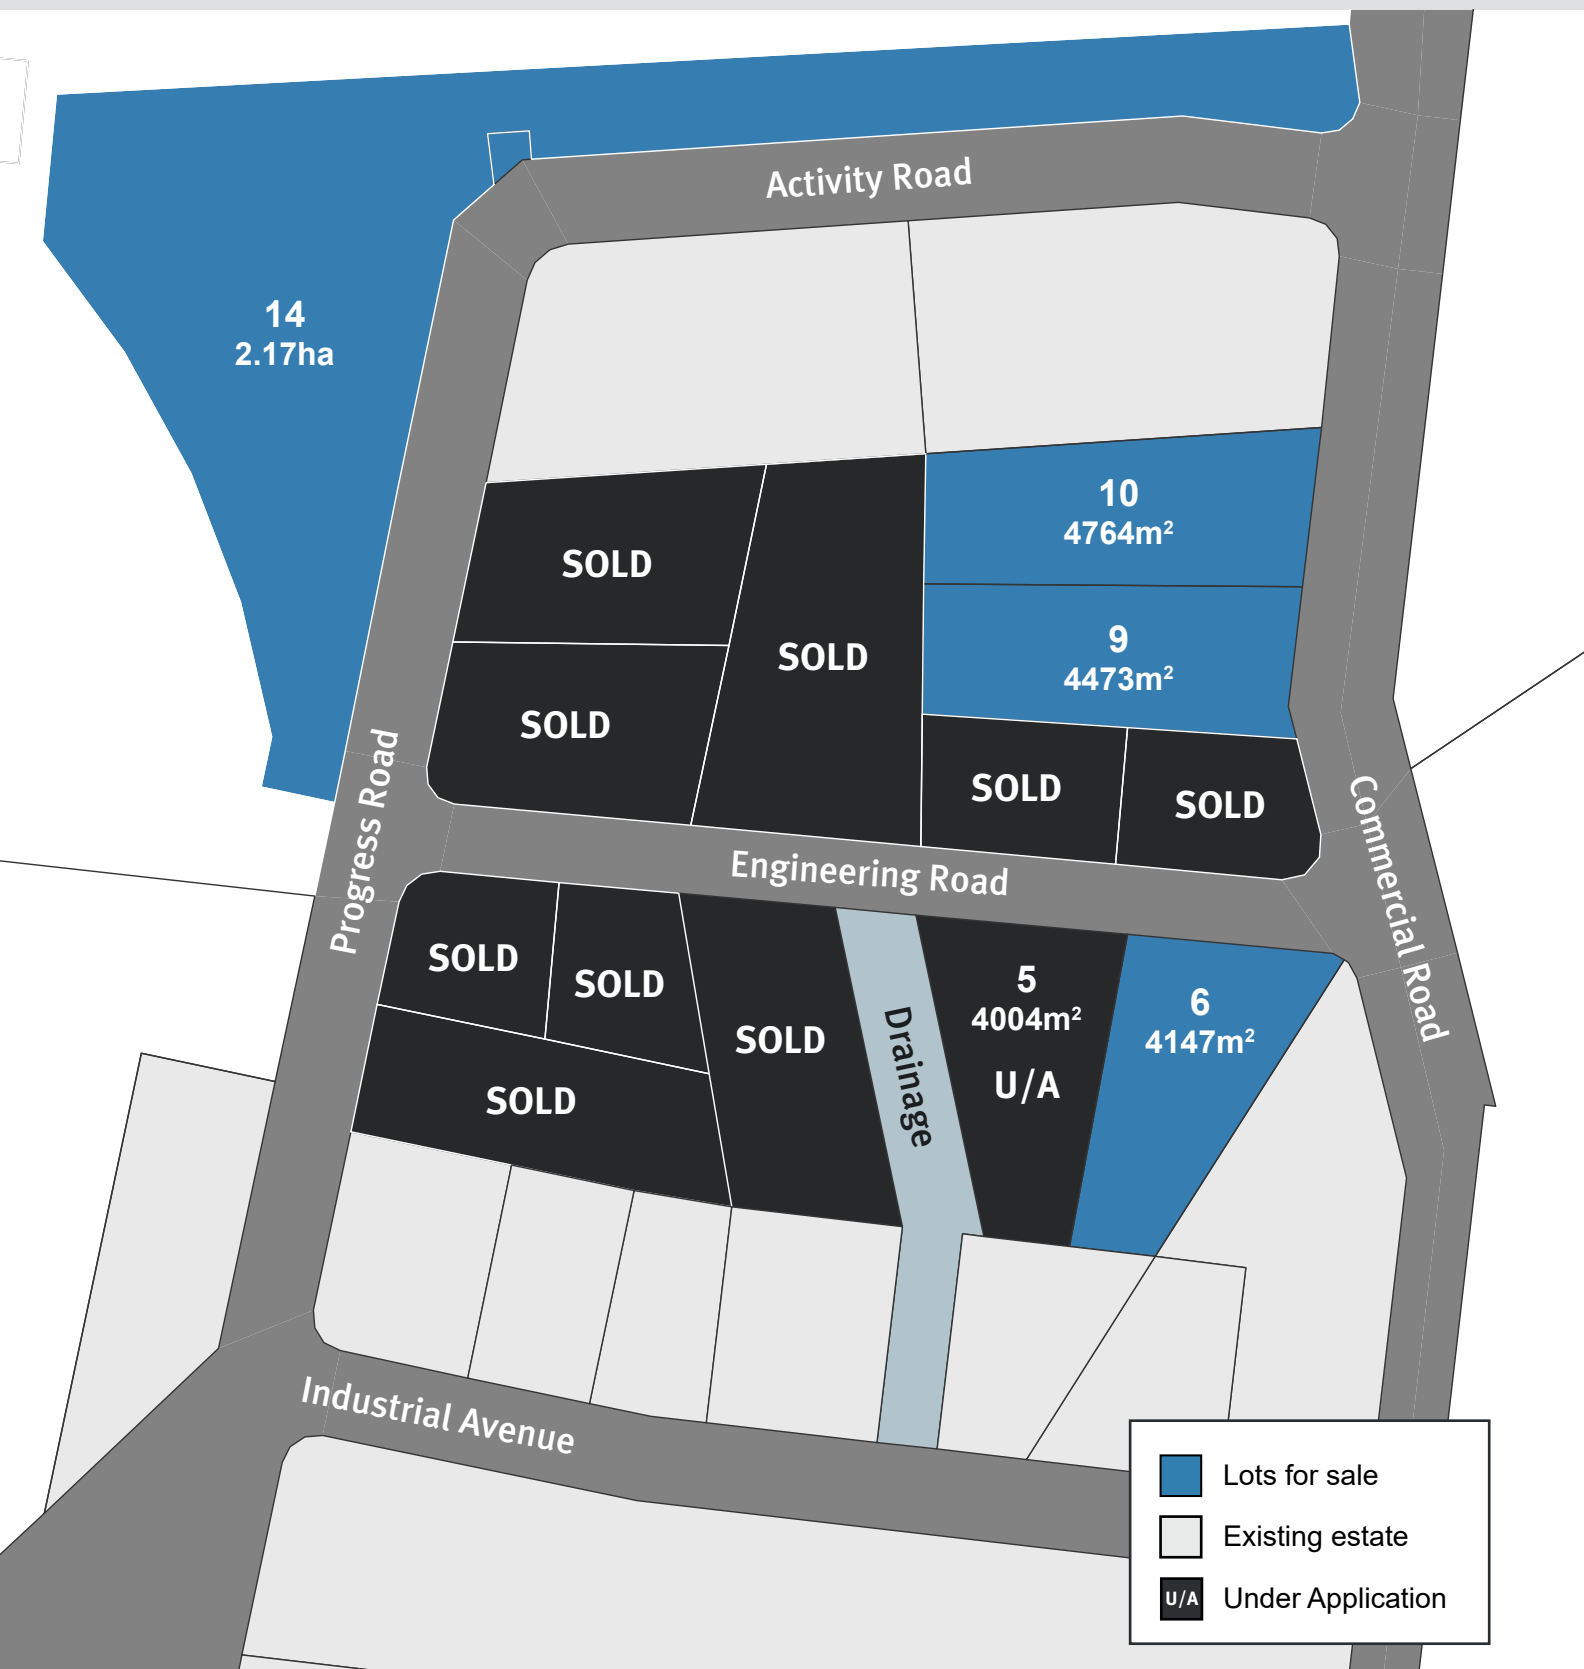 Activity Road
14
2.17ha
10
4764m²
SOLD
9
4473m²
SOLD
SOLD
SOLD
SOLD
Progress Road
Commercial Road
Engineering Road
SOLD
SOLD
SOLD
Drainage
5
4004m²
U/A
6
4147m²
SOLD
Industrial Avenue
Lots for sale
Existing estate
U/A Under Application